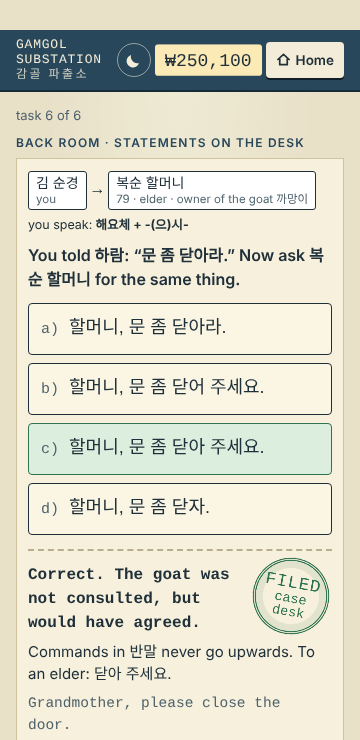 GAMGOL
SUBSTATION
감골 파출소
₩250,100
Home
task 6 of 6
BACK ROOM · STATEMENTS ON THE DESK
김 순경
you
→
복순 할머니
79 · elder · owner of the goat 까망이
you speak: 해요체 + -(으)시-
You told 하람: “문 좀 닫아라.” Now ask 복
순 할머니 for the same thing.
a) 할머니, 문 좀 닫아라.
b) 할머니, 문 좀 닫어 주세요.
c) 할머니, 문 좀 닫아 주세요.
d) 할머니, 문 좀 닫자.
Correct. The goat was
not consulted, but
would have agreed.
FILED
case
desk
Commands in 반말 never go upwards. To
an elder: 닫아 주세요.
Grandmother, please close the
door.